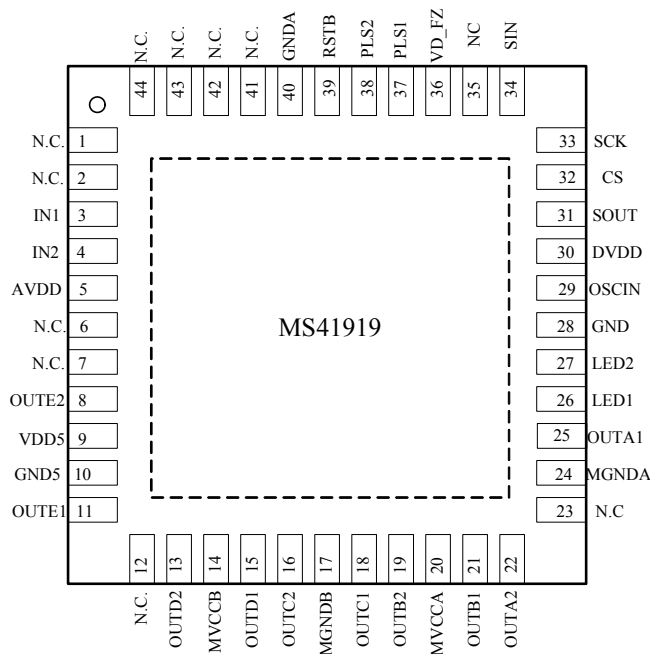 N.C. N.C. N.C. N.C. GNDA RSTB PLS2 PLS1 VD_FZ NC SIN
44 43 42 41 40 39 38 37 36 35 34
N.C. 1
N.C. 2
IN1 3
IN2 4
AVDD 5
N.C. 6
N.C. 7
OUTE2 8
VDD5 9
GND5 10
OUTE1 11
MS41919
33 SCK
32 CS
31 SOUT
30 DVDD
29 OSCIN
28 GND
27 LED2
26 LED1
25 OUTA1
24 MGNDA
23 N.C
12 13 14 15 16 17 18 19 20 21 22
N.C. OUTD2 MVCCB OUTD1 OUTC2 MGNDB OUTC1 OUTB2 MVCCA OUTB1 OUTA2